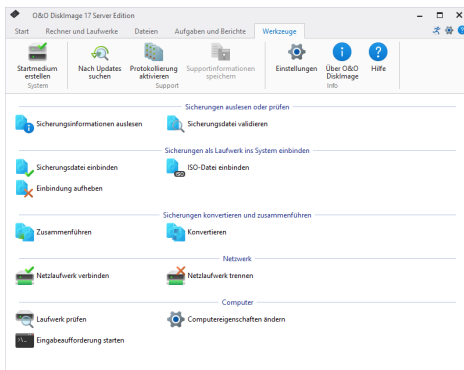 O&O DiskImage 17 Server Edition
Start Rechner und Laufwerke Dateien Aufgaben und Berichte Werkzeuge
Startmedium erstellen
Nach Updates suchen
Protokollierung aktivieren
Supportinformationen speichern
Einstellungen
Über O&O DiskImage
Hilfe
System Support Info
Sicherungen auslesen oder prüfen
Sicherungsinformationen auslesen Sicherungsdatei validieren
Sicherungen als Laufwerk ins System einbinden
Sicherungsdatei einbinden ISO-Datei einbinden
ISO
Einbindung aufheben
Sicherungen konvertieren und zusammenführen
Zusammenführen Konvertieren
Netzwerk
Netzlaufwerk verbinden Netzlaufwerk trennen
Computer
Laufwerk prüfen Computereigenschaften ändern
Eingabeaufforderung starten